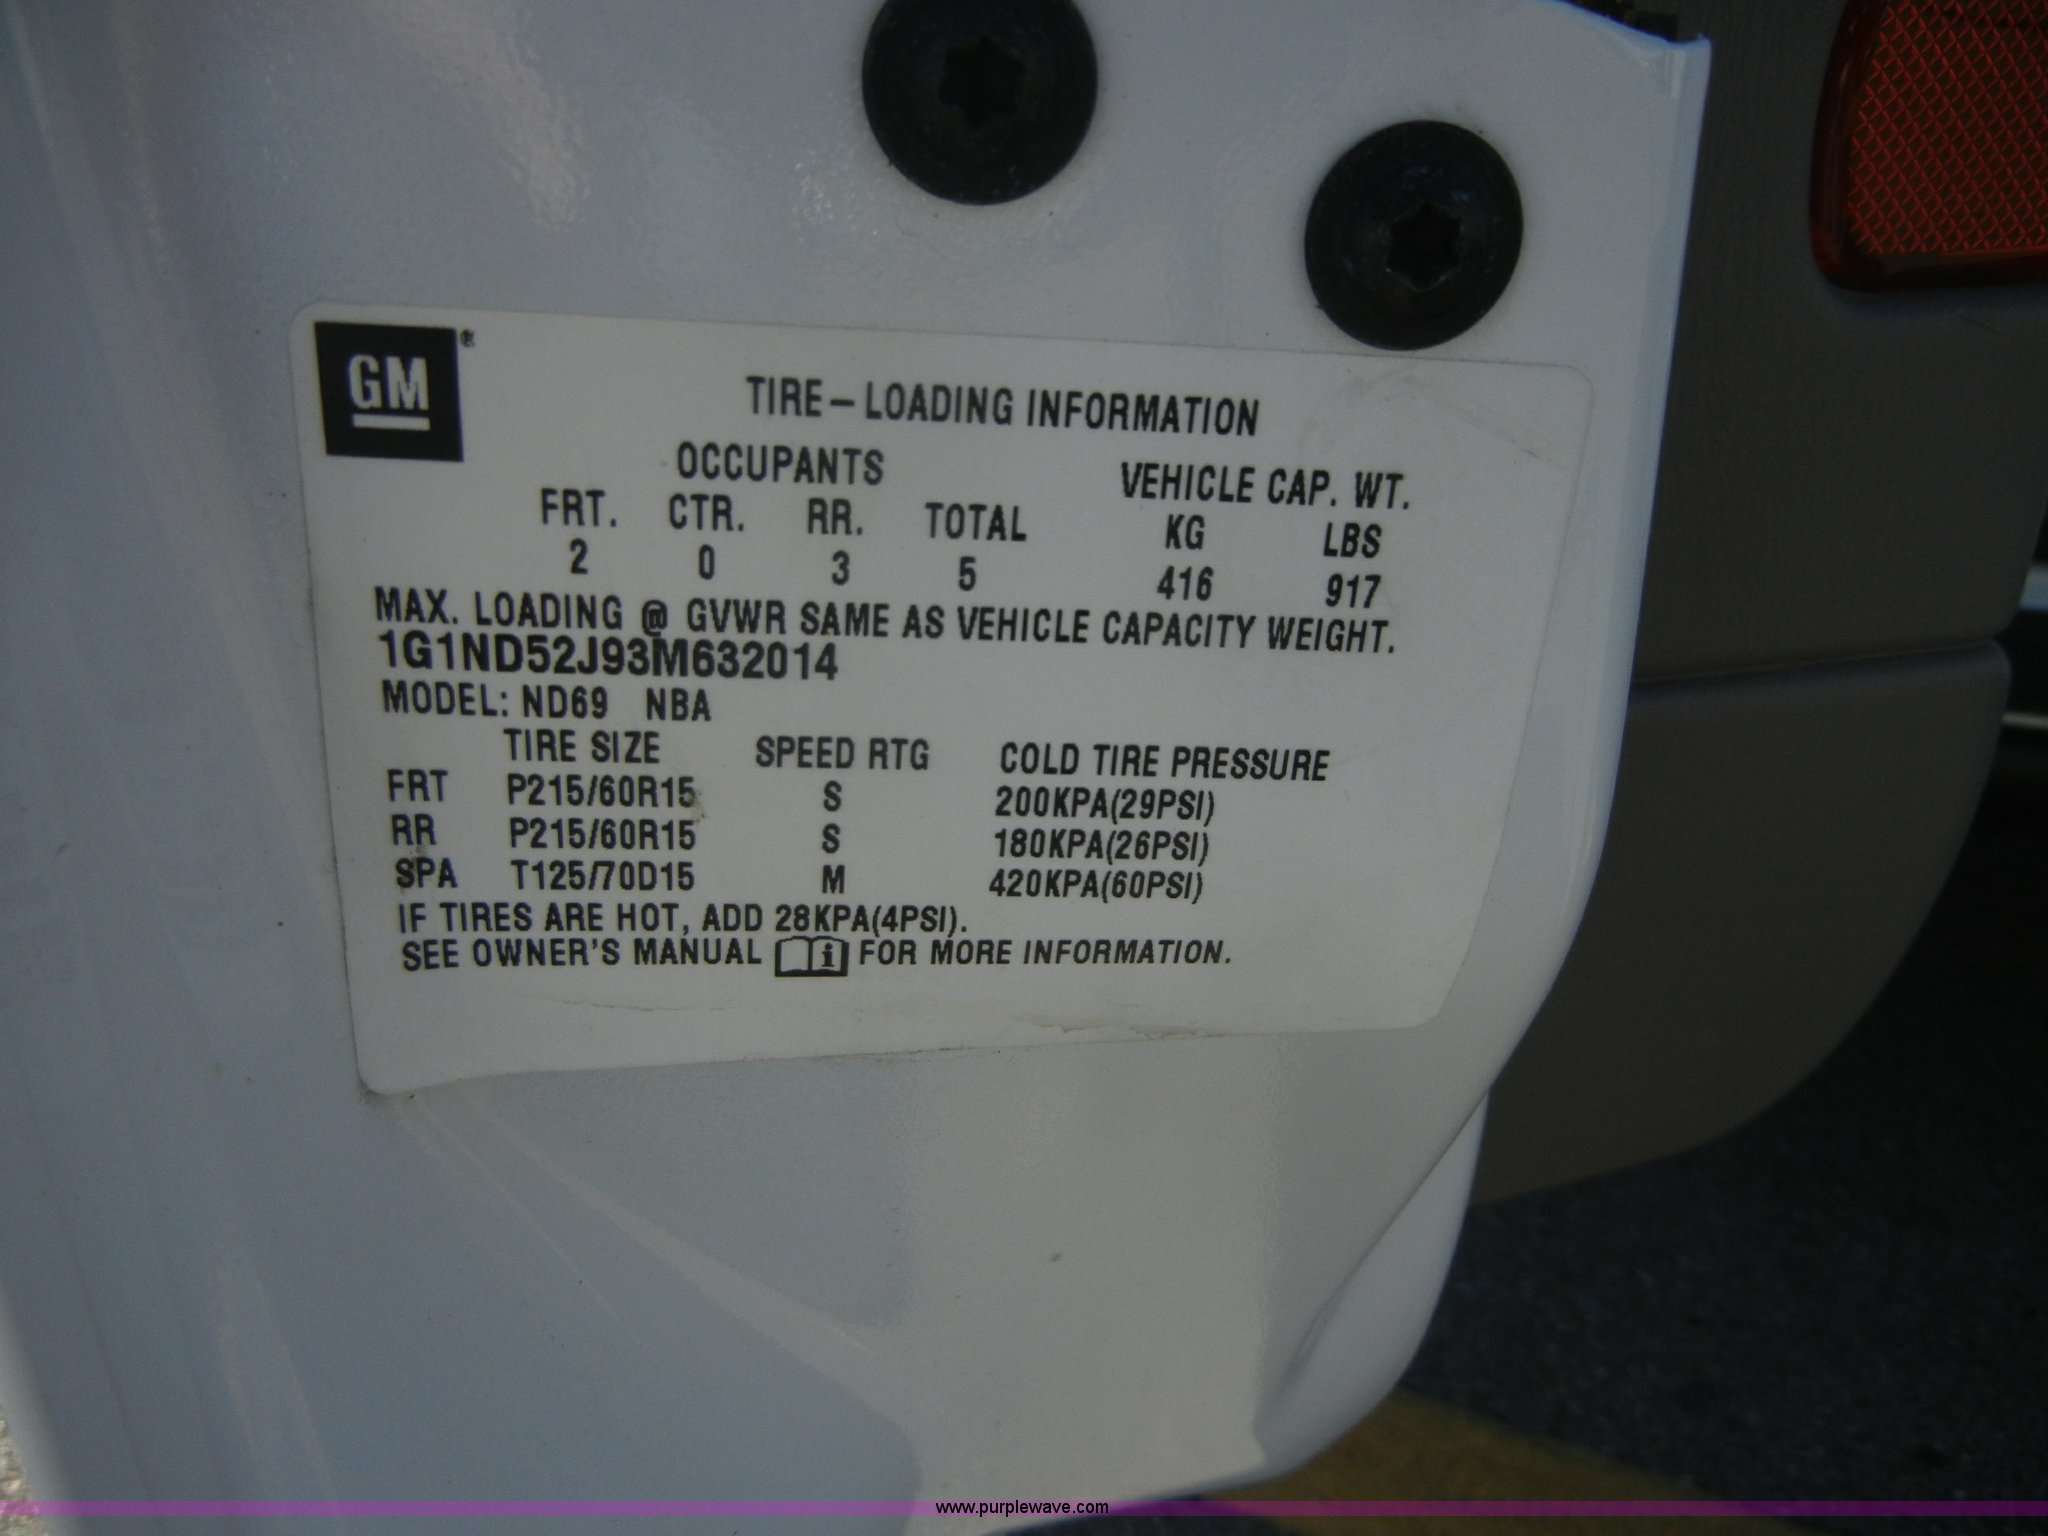 GM®
TIRE-LOADING INFORMATION
OCCUPANTS VEHICLE CAP. WT.
FRT. CTR. RR. TOTAL KG LBS
2 0 3 5 416 917
MAX. LOADING @ GVWR SAME AS VEHICLE CAPACITY WEIGHT.
1G1ND52J93M632014
MODEL: ND69 NBA
TIRE SIZE SPEED RTG COLD TIRE PRESSURE
FRT P215/60R15 S 200KPA(29PSI)
RR P215/60R15 S 180KPA(26PSI)
SPA T125/70D15 M 420KPA(60PSI)
IF TIRES ARE HOT, ADD 28KPA(4PSI).
SEE OWNER'S MANUAL i FOR MORE INFORMATION.
www.purplewave.com